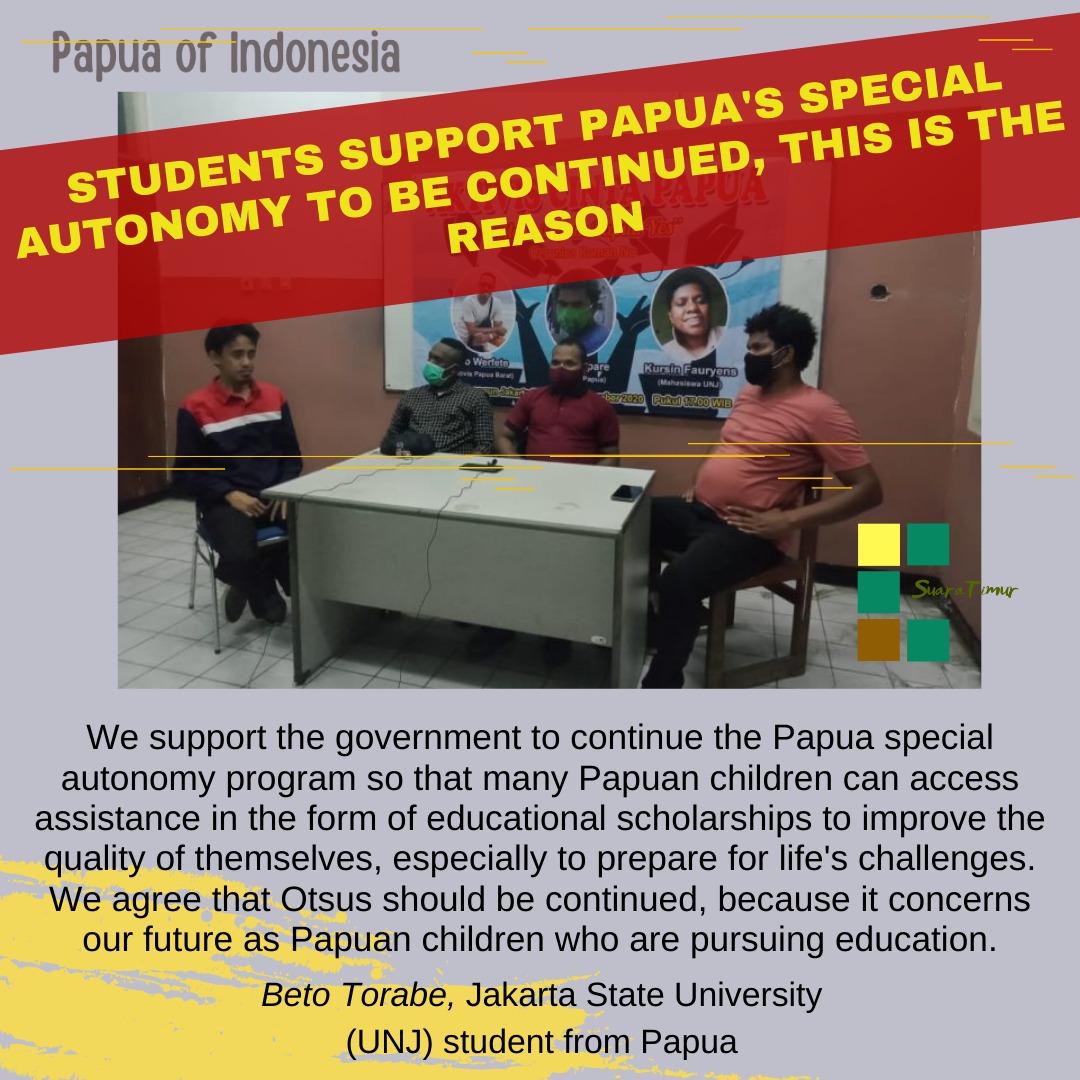 Papua of Indonesia
STUDENTS SUPPORT PAPUA'S SPECIAL
AUTONOMY TO BE CONTINUED, THIS IS THE
REASON
AKTIVIS CINTA PAPUA
Kursin Fauryens
(Mahasiswa UNJ)
2020 Pukul 17.00 WIB
SuaraTimur
We support the government to continue the Papua special
autonomy program so that many Papuan children can access
assistance in the form of educational scholarships to improve the
quality of themselves, especially to prepare for life's challenges.
We agree that Otsus should be continued, because it concerns
our future as Papuan children who are pursuing education.
Beto Torabe, Jakarta State University
(UNJ) student from Papua